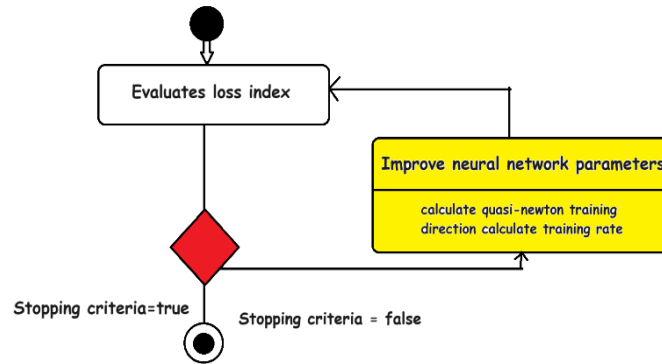 Evaluates loss index
Improve neural network parameters
calculate quasi-newton training
direction calculate training rate
Stopping criteria=true
Stopping criteria = false